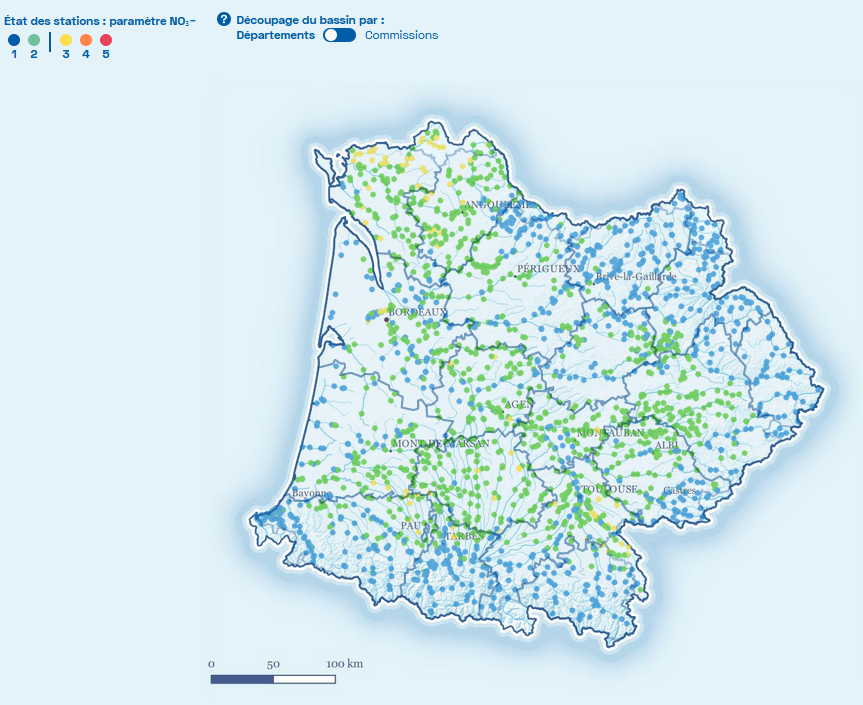 État des stations : paramètre NO₃−
1 2 3 4 5
? Découpage du bassin par :
Départements Commissions
ANGOULÊME
PÉRIGUEUX
Brive-la-Gaillarde
BORDEAUX
AGEN
MONTAUBAN
MONT-DE-MARSAN
ALBI
TOULOUSE
Castres
Bayonne
PAU
TARBES
0 50 100 km